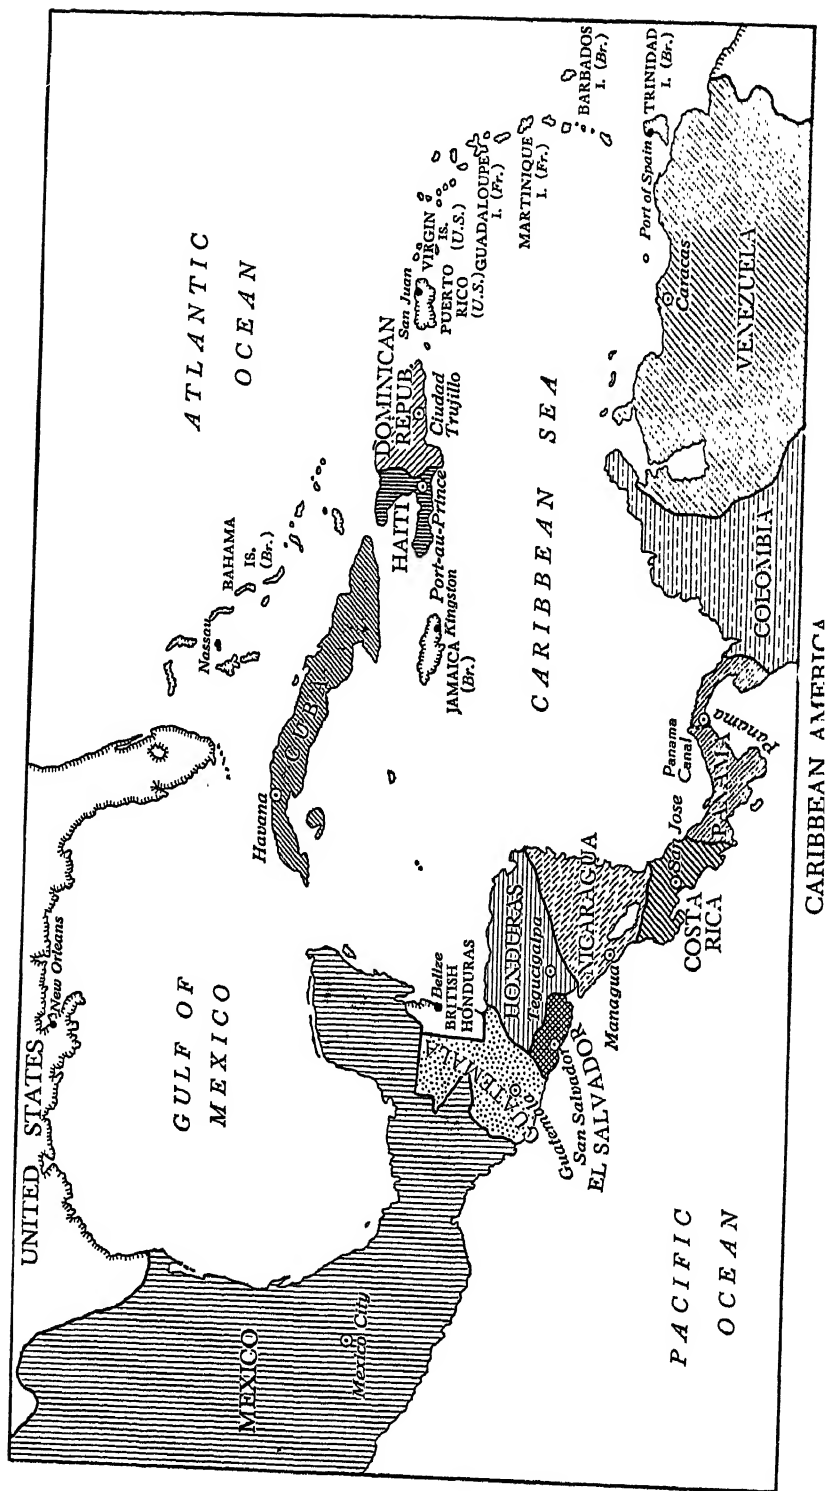 UNITED STATES
New Orleans
GULF OF
MEXICO
ATLANTIC
OCEAN
Nassau
BAHAMA
IS.
(Br.)
Havana
CUBA
MEXICO
Mexico City
HAITI
Port-au-Prince
DOMINICAN
REPUB.
Ciudad
Trujillo
San Juan
PUERTO
RICO
(U.S.)
VIRGIN
IS.
(U.S.)
GUADALOUPE
I. (Fr.)
MARTINIQUE
I. (Fr.)
BARBADOS
I. (Br.)
JAMAICA
(Br.)
Kingston
Belize
BRITISH
HONDURAS
GUATEMALA
Guatemala
HONDURAS
Tegucigalpa
San Salvador
EL SALVADOR
NICARAGUA
Managua
CARIBBEAN SEA
TRINIDAD
I. (Br.)
Port of Spain
Caracas
VENEZUELA
COLOMBIA
Panama
Canal
Panama
PANAMA
San Jose
COSTA
RICA
PACIFIC
OCEAN
CARIBBEAN AMERICA